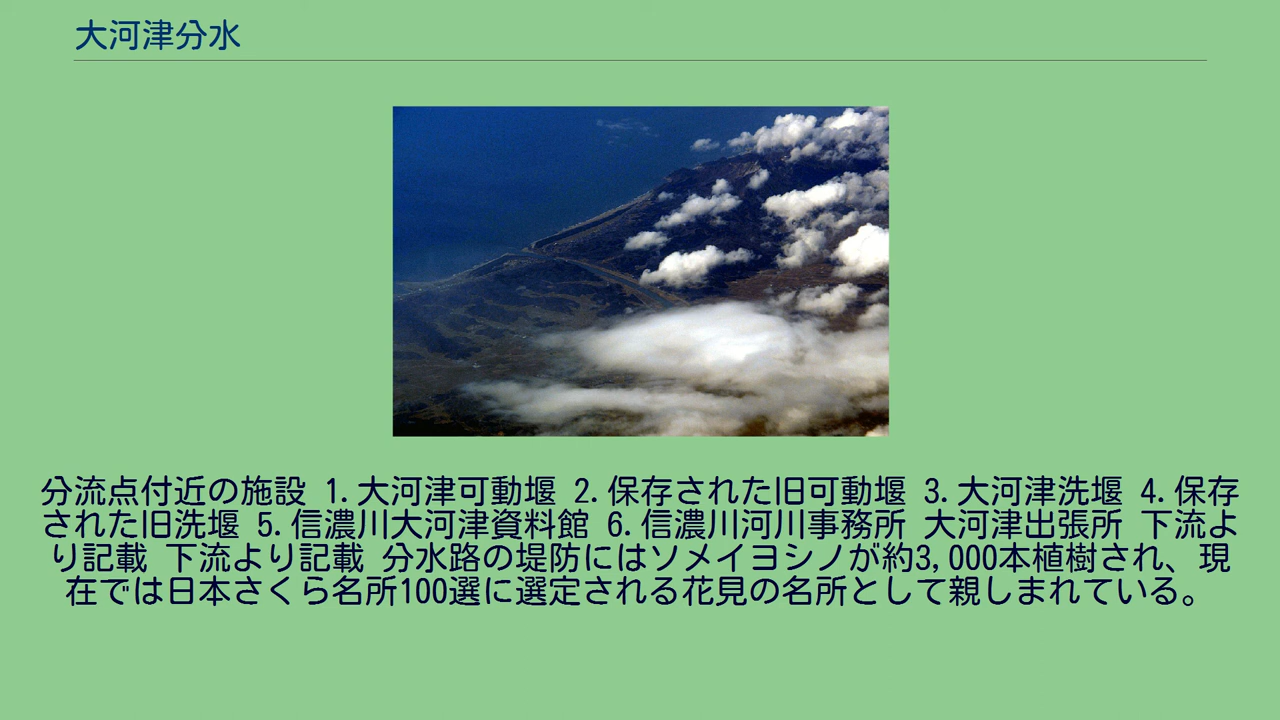 大河津分水
分流点付近の施設 1.大河津可動堰 2.保存された旧可動堰 3.大河津洗堰 4.保存
された旧洗堰 5.信濃川大河津資料館 6.信濃川河川事務所 大河津出張所 下流よ
り記載 下流より記載 分水路の堤防にはソメイヨシノが約3,000本植樹され、現
在では日本さくら名所100選に選定される花見の名所として親しまれている。